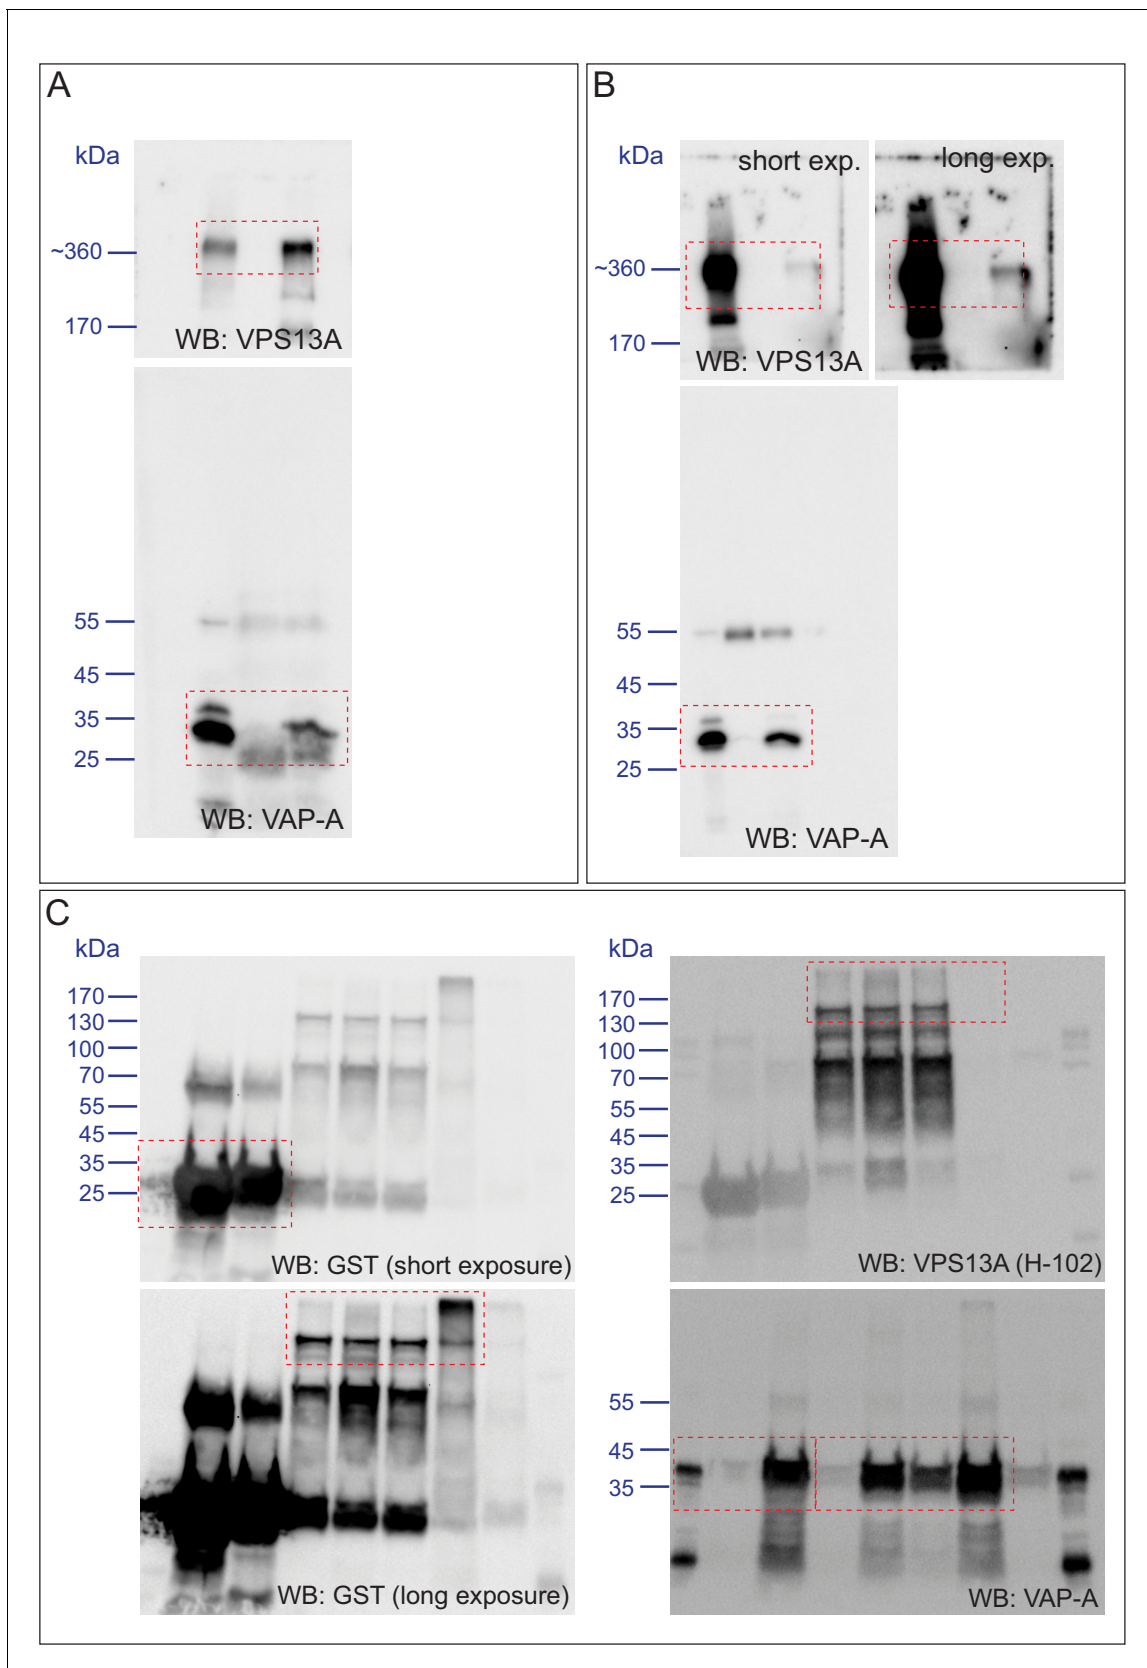 A
kDa
~360
170
WB: VPS13A
55
45
35
25
WB: VAP-A
B
kDa
short exp.
long exp.
~360
170
WB: VPS13A
55
45
35
25
WB: VAP-A
C
kDa
170
130
100
70
55
45
35
25
WB: GST (short exposure)
WB: GST (long exposure)
kDa
170
130
100
70
55
45
35
25
WB: VPS13A (H-102)
55
45
35
WB: VAP-A